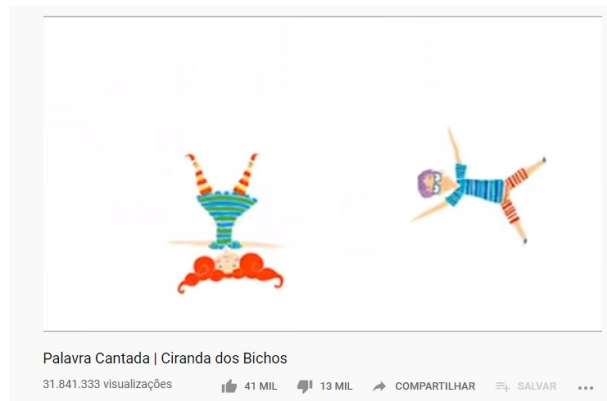 Palavra Cantada | Ciranda dos Bichos
31.841.333 visualizações 41 MIL 13 MIL COMPARTILHAR SALVAR